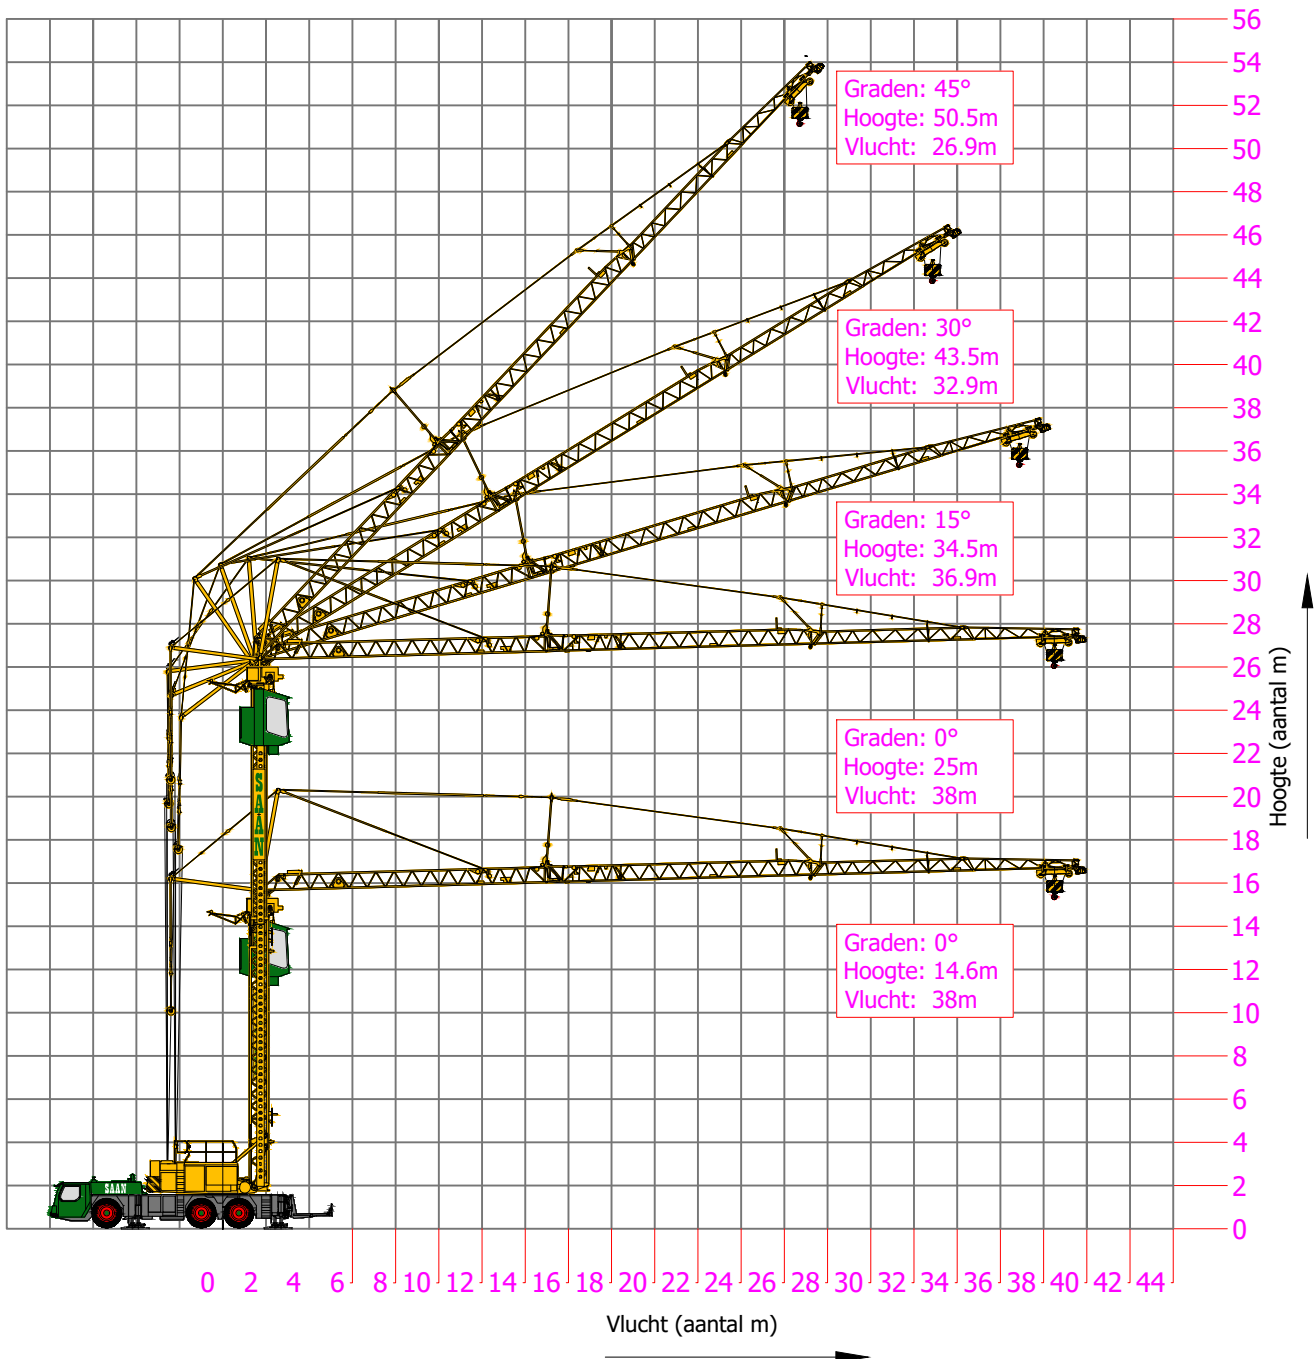 56
54
52
50
48
46
44
42
40
38
36
34
32
30
28
26
24
22
20
18
16
14
12
10
8
6
4
2
0
Graden: 45°
Hoogte: 50.5m
Vlucht: 26.9m
Graden: 30°
Hoogte: 43.5m
Vlucht: 32.9m
Graden: 15°
Hoogte: 34.5m
Vlucht: 36.9m
Graden: 0°
Hoogte: 25m
Vlucht: 38m
Graden: 0°
Hoogte: 14.6m
Vlucht: 38m
Hoogte (aantal m)
SAAN
SAAN
0 2 4 6 8 10 12 14 16 18 20 22 24 26 28 30 32 34 36 38 40 42 44
Vlucht (aantal m)